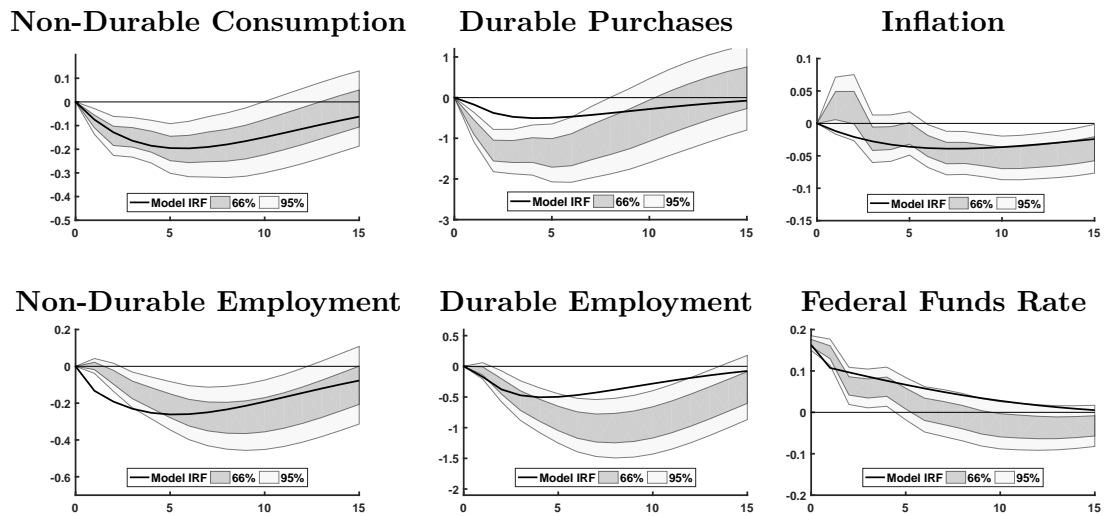 Non-Durable Consumption
0.1
0
-0.1
-0.2
-0.3
-0.4
-0.5
Model IRF 66% 95%
0 5 10 15
Durable Purchases
1
0
-1
-2
-3
Model IRF 66% 95%
0 5 10 15
Inflation
0.1
0.05
0
-0.05
-0.1
-0.15
Model IRF 66% 95%
0 5 10 15
Non-Durable Employment
0.2
0
-0.2
-0.4
-0.6
Model IRF 66% 95%
0 5 10 15
Durable Employment
0.5
0
-0.5
-1
-1.5
-2
Model IRF 66% 95%
0 5 10 15
Federal Funds Rate
0.2
0.1
0
-0.1
-0.2
Model IRF 66% 95%
0 5 10 15